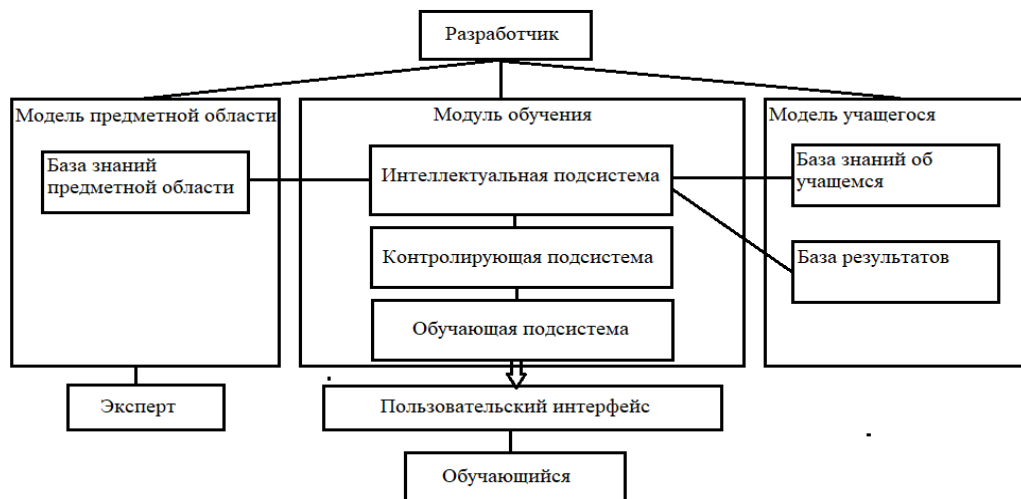 Разработчик
Модель предметной области
Модуль обучения
Модель учащегося
База знаний
предметной области
Интеллектуальная подсистема
База знаний об
учащемся
Контролирующая подсистема
База результатов
Обучающая подсистема
Эксперт
Пользовательский интерфейс
Обучающийся